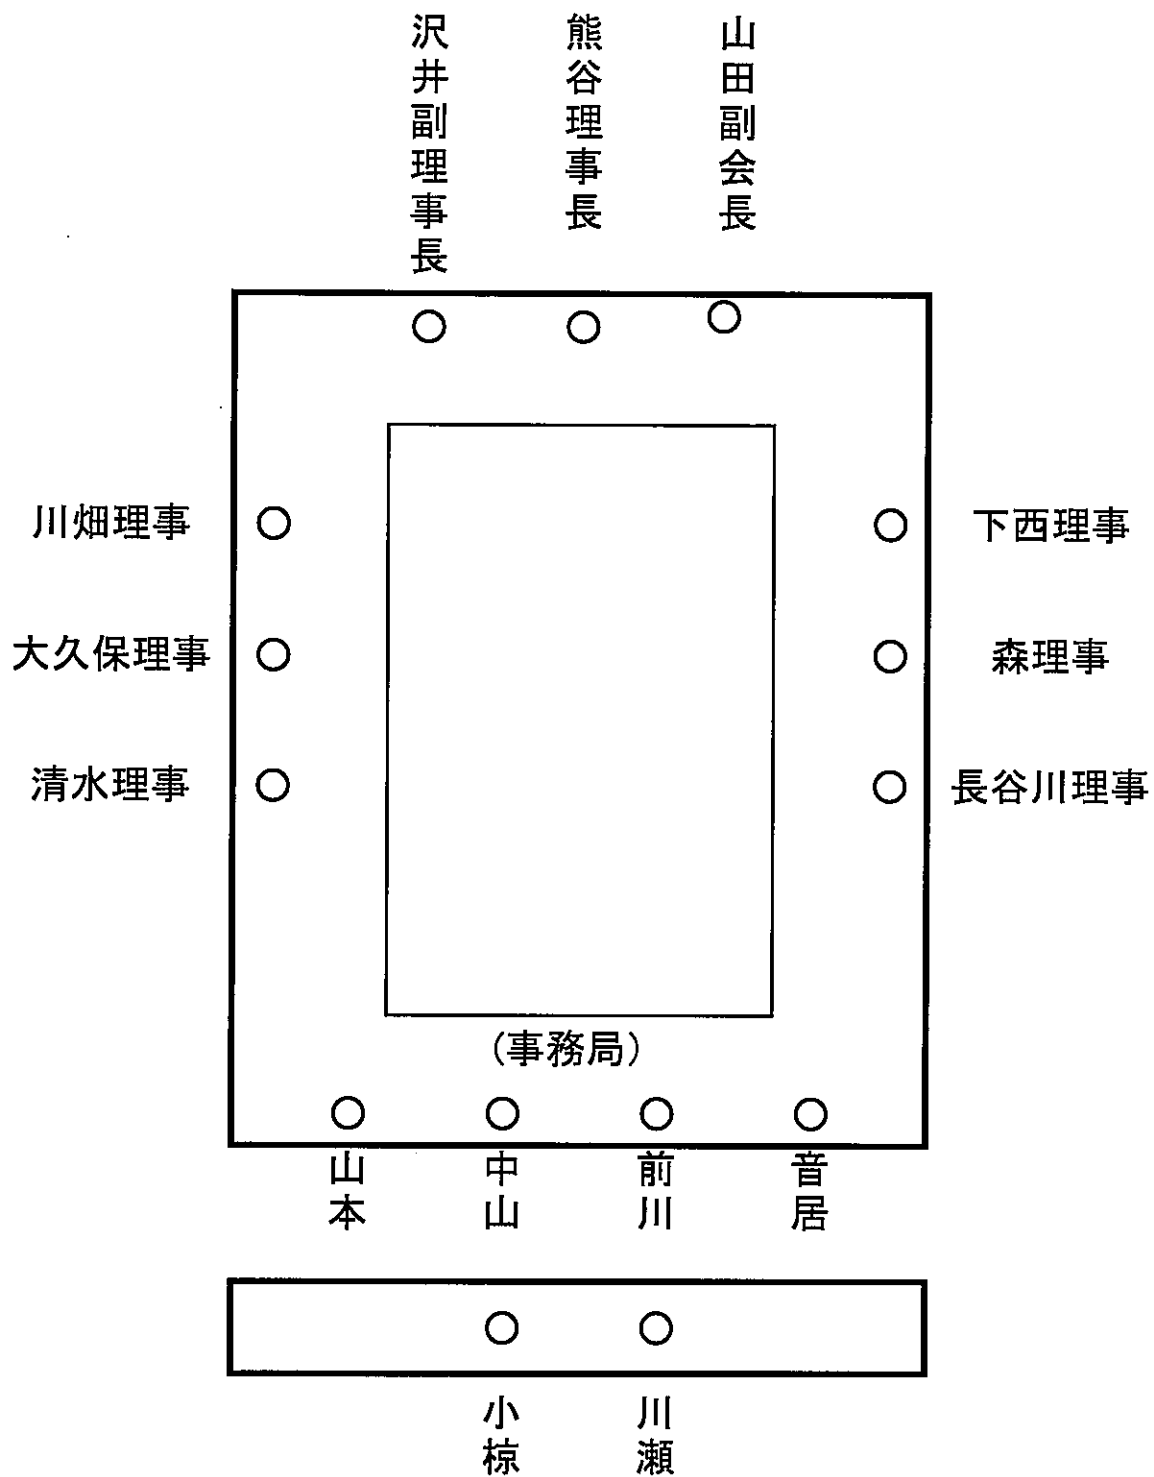 沢井副理事長
熊谷理事長
山田副会長
川畑理事
下西理事
大久保理事
森理事
清水理事
長谷川理事
（事務局）
山本
中山
前川
音居
小椋
川瀬